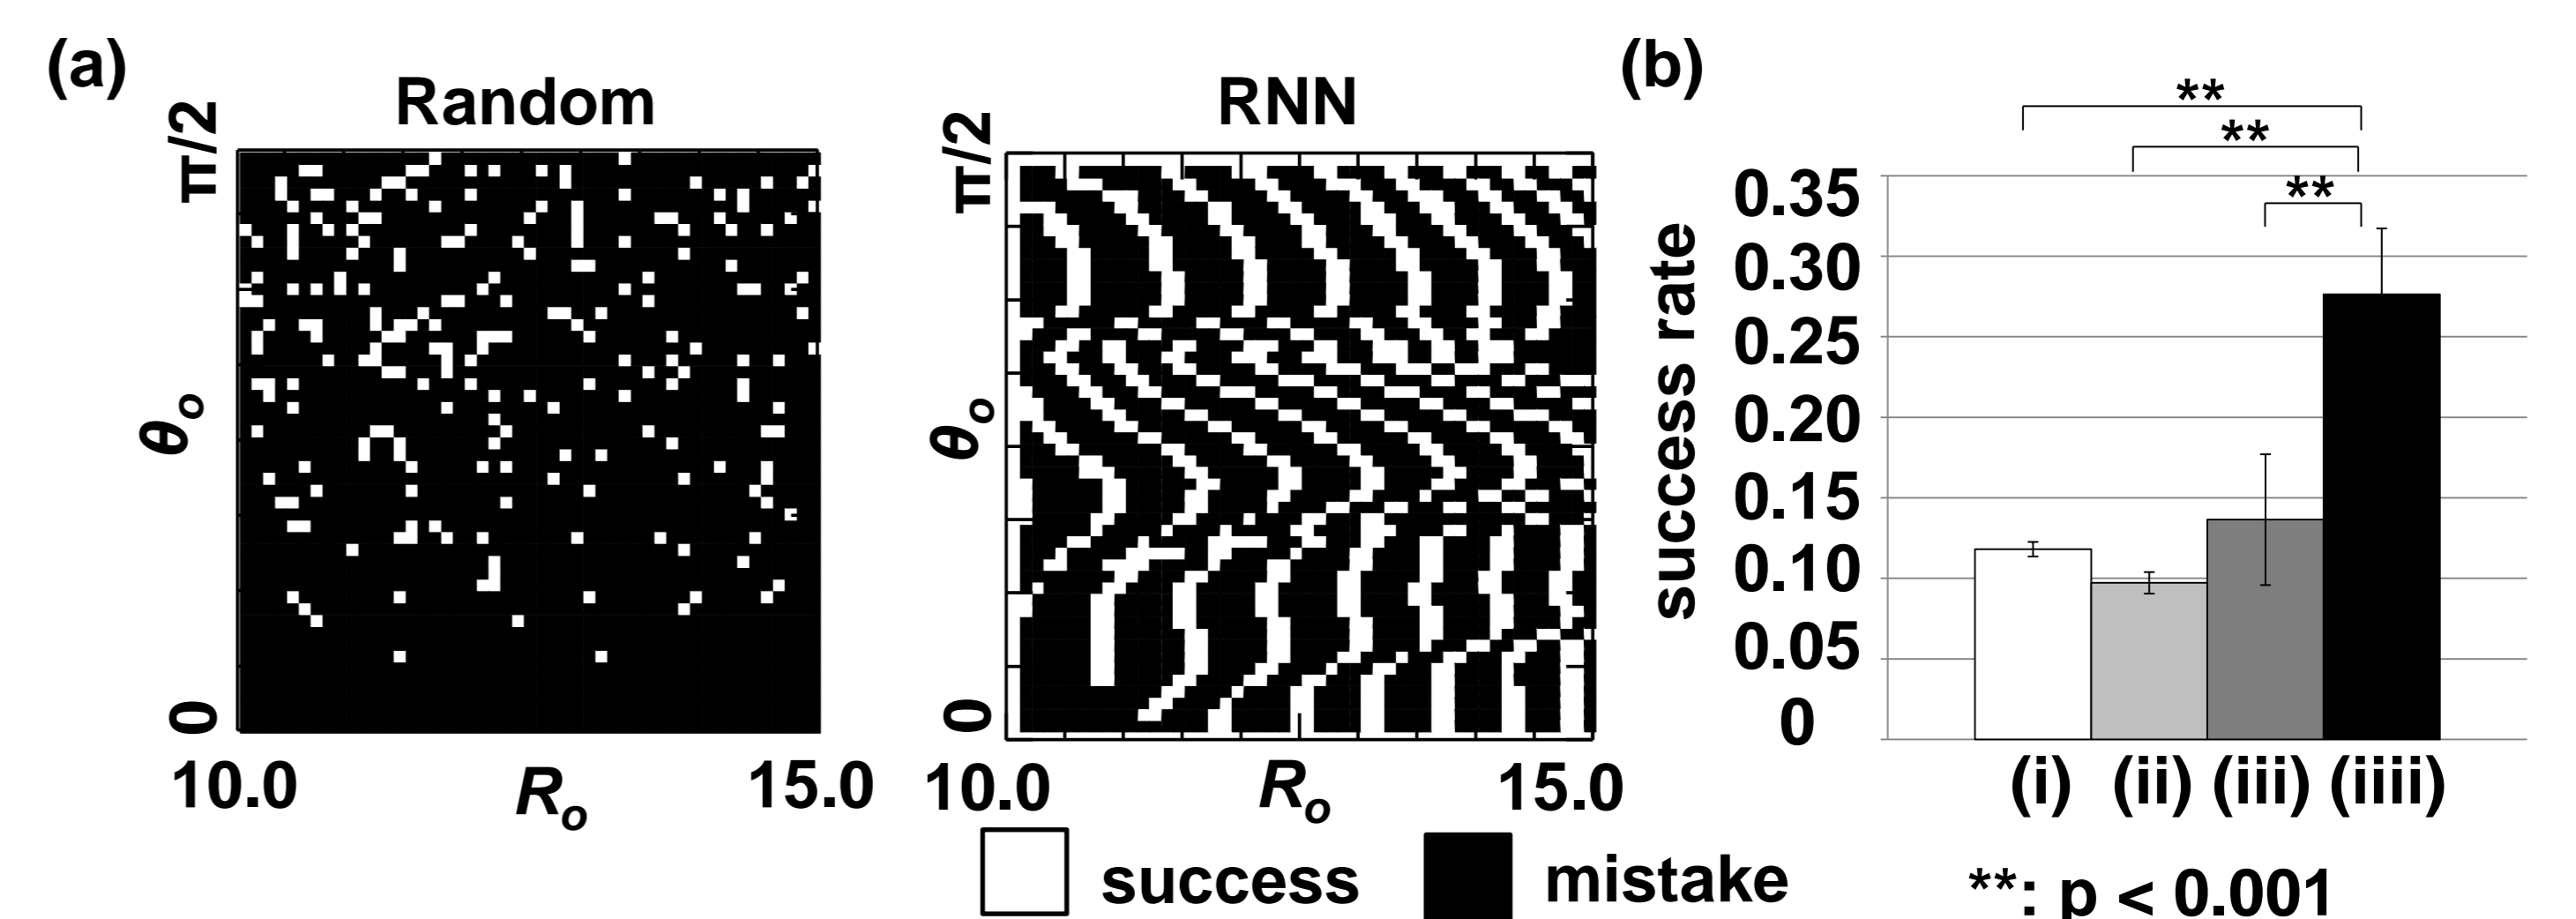 (a)
Random
π/2
θo
0
10.0
Ro
15.0
RNN
π/2
θo
0
10.0
Ro
15.0
success
mistake
(b)
**
**
**
success rate
0.35
0.30
0.25
0.20
0.15
0.10
0.05
0
(i) (ii) (iii) (iiii)
**: p < 0.001